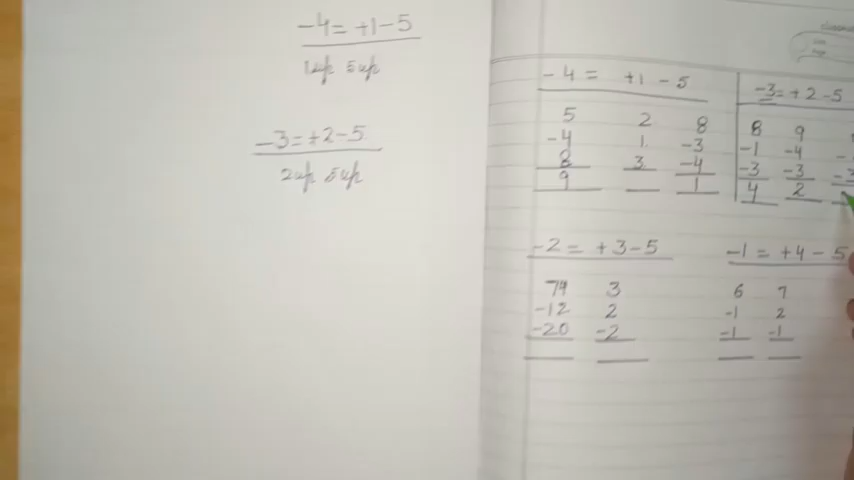 -4 = +1-5
1up 5up
-3 = +2-5
2up 5up
-4 = +1 - 5
5 2 8
-4 1 -3
8 3 -4
9 1
-3 = +2-5
8 9
-1 -4
-3 -3
4 2
-2 = +3-5
74 3
-12 2
-20 -2
-1 = +4-5
6 7
-1 2
-1 -1